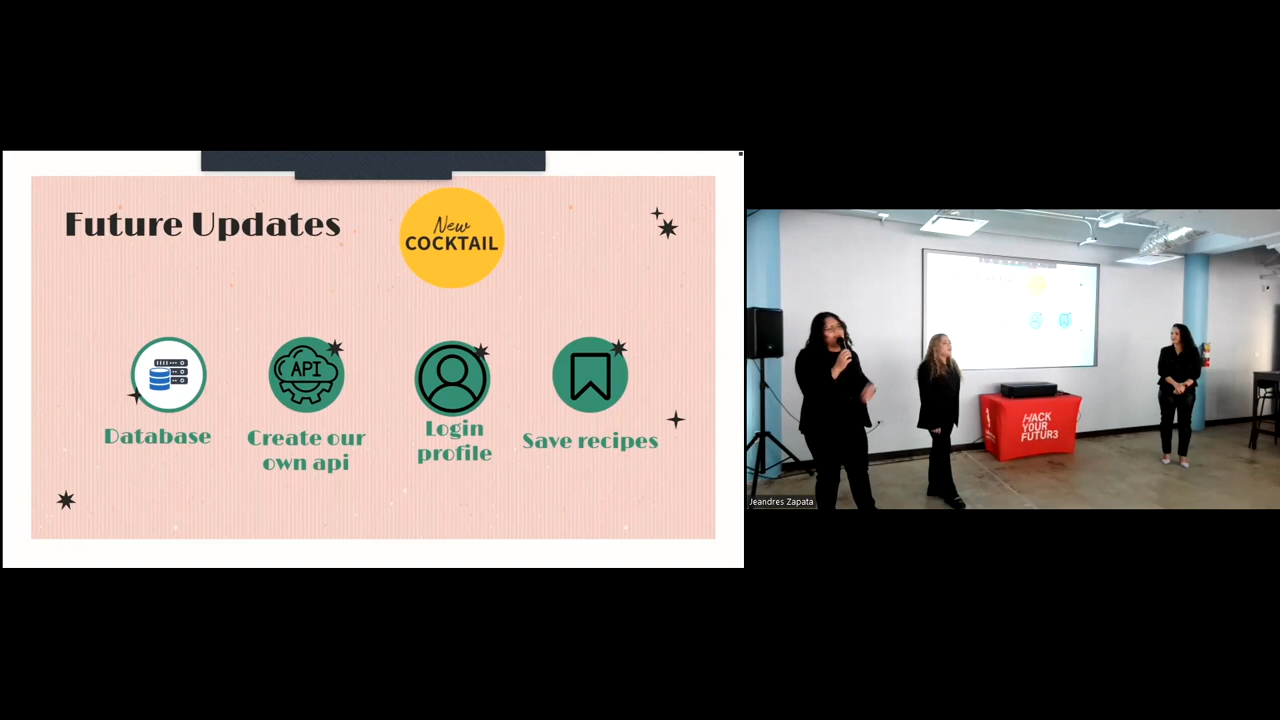 Future Updates
New
COCKTAIL
Database
API
Create our
own api
Login
profile
Save recipes
HACK
YOUR
FUTUR3
Jeandres Zapata